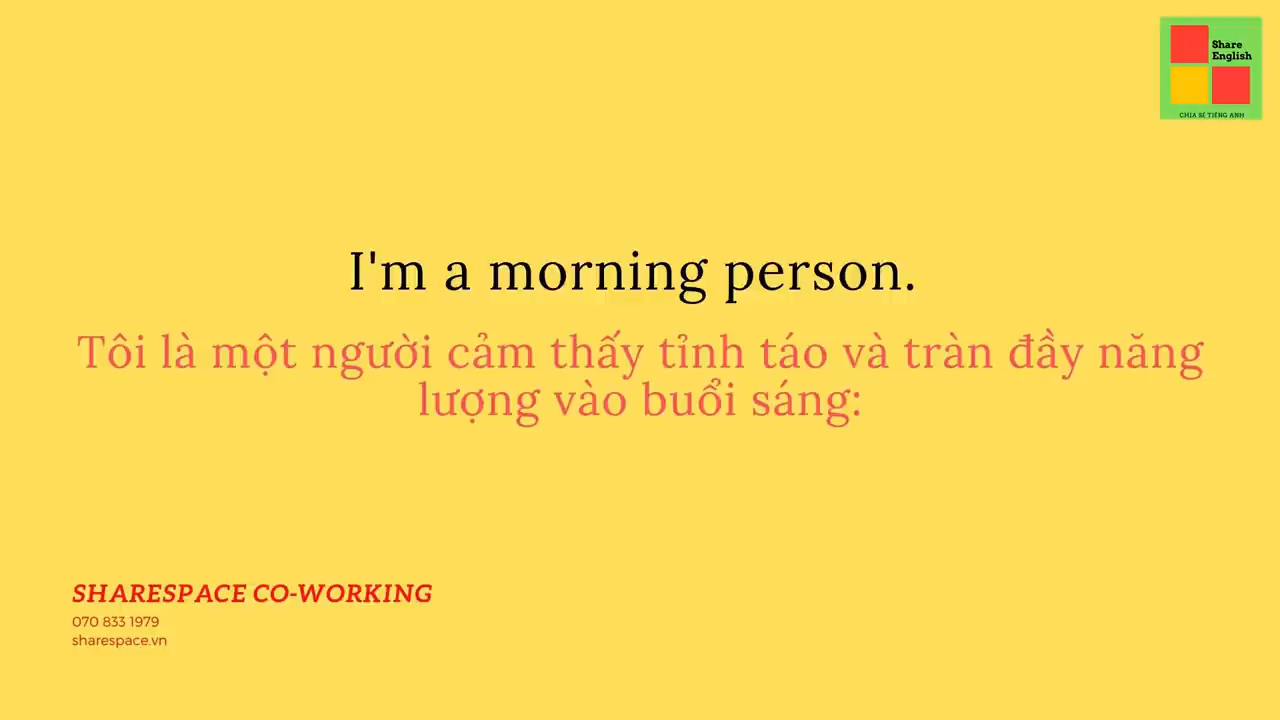 Share
English
CHIA SẺ TIẾNG ANH
I'm a morning person.
Tôi là một người cảm thấy tỉnh táo và tràn đầy năng
lượng vào buổi sáng:
SHARESPACE CO-WORKING
070 833 1979
sharespace.vn